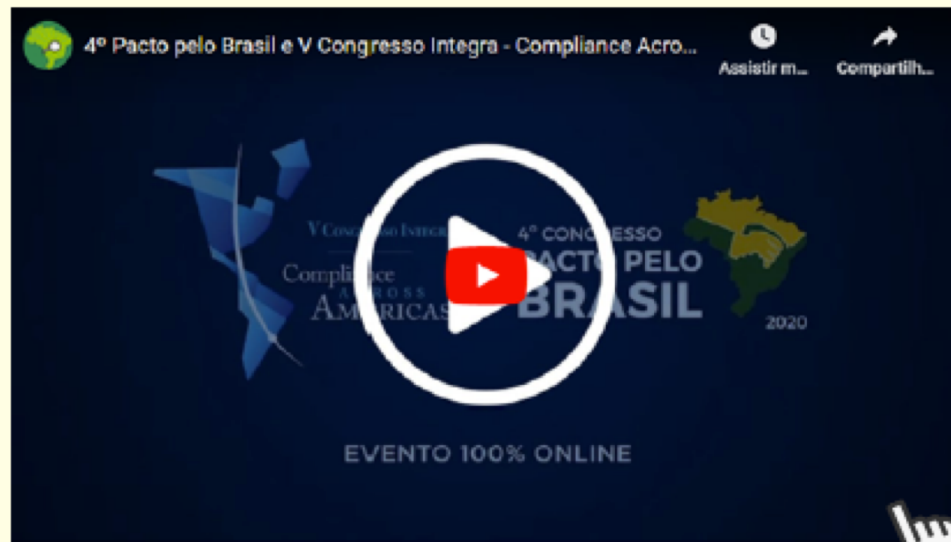 4º Pacto pelo Brasil e V Congresso Integra - Compliance Acro...
Assistir m...
Compartilh...
V CONGRESSO INTEGRA
Compliance
ACROSS
AMERICAS
4º CONGRESSO
PACTO PELO
BRASIL
2020
EVENTO 100% ONLINE